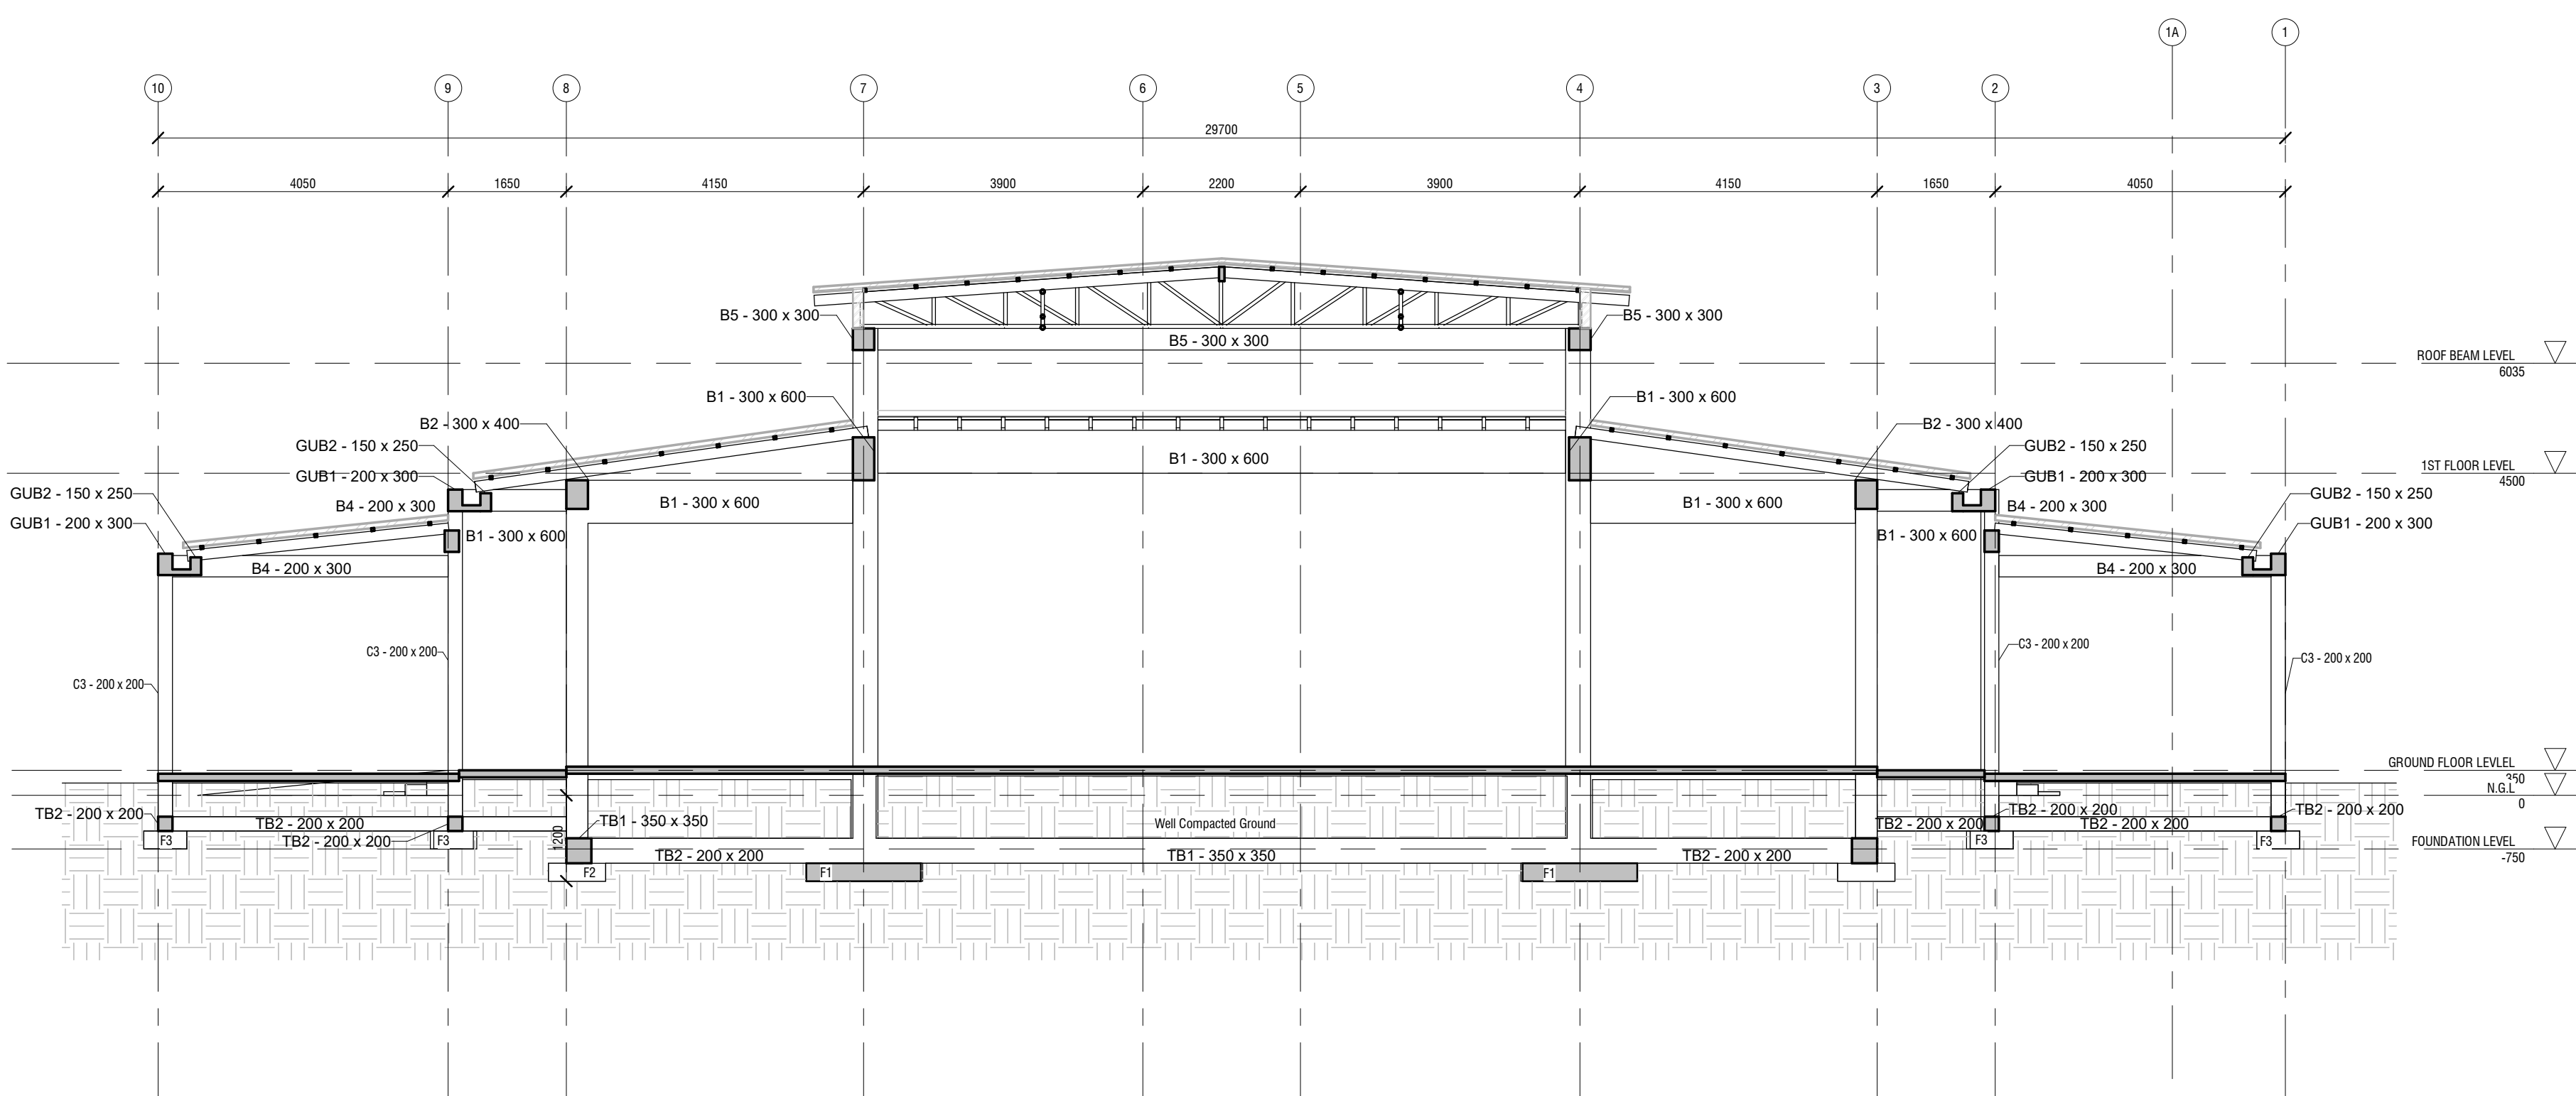 1A
1
10
9
8
7
6
5
4
3
2
29700
4050
1650
4150
3900
2200
3900
4150
1650
4050
B5 - 300 x 300
B5 - 300 x 300
B5 - 300 x 300
ROOF BEAM LEVEL
6035
B1 - 300 x 600
B1 - 300 x 600
B2 - 300 x 400
B2 - 300 x 400
GUB2 - 150 x 250
GUB2 - 150 x 250
B1 - 300 x 600
1ST FLOOR LEVEL
4500
GUB1 - 200 x 300
GUB1 - 200 x 300
GUB2 - 150 x 250
GUB2 - 150 x 250
B4 - 200 x 300
B1 - 300 x 600
B1 - 300 x 600
B4 - 200 x 300
GUB1 - 200 x 300
GUB1 - 200 x 300
B1 - 300 x 600
B1 - 300 x 600
B4 - 200 x 300
B4 - 200 x 300
C3 - 200 x 200
C3 - 200 x 200
C3 - 200 x 200
C3 - 200 x 200
GROUND FLOOR LEVLEL
350
N.G.L
0
TB2 - 200 x 200
TB2 - 200 x 200
TB2 - 200 x 200
TB2 - 200 x 200
TB1 - 350 x 350
Well Compacted Ground
TB2 - 200 x 200
TB2 - 200 x 200
F3
F3
TB2 - 200 x 200
1200
F3
F3
FOUNDATION LEVEL
-750
TB2 - 200 x 200
TB1 - 350 x 350
TB2 - 200 x 200
F2
F1
F1